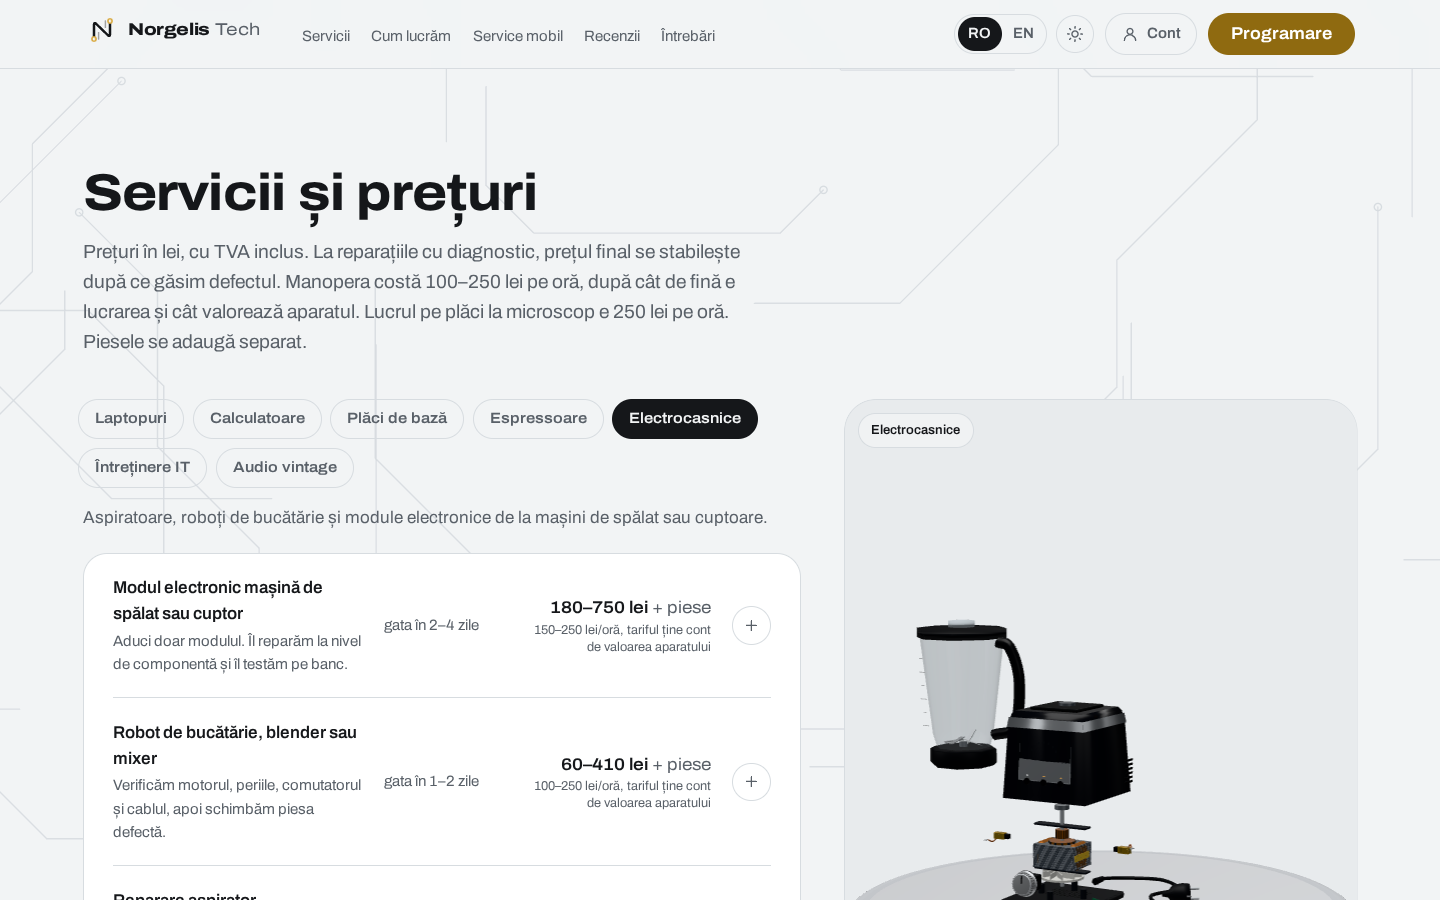 Norgelis Tech
Servicii
Cum lucrăm
Service mobil
Recenzii
Întrebări
RO
EN
Cont
Programare
Servicii și prețuri
Prețuri în lei, cu TVA inclus. La reparațiile cu diagnostic, prețul final se stabilește
după ce găsim defectul. Manopera costă 100–250 lei pe oră, după cât de fină e
lucrarea și cât valorează aparatul. Lucrul pe plăci la microscop e 250 lei pe oră.
Piesele se adaugă separat.
Laptopuri
Calculatoare
Plăci de bază
Espressoare
Electrocasnice
Întreținere IT
Audio vintage
Aspiratoare, roboți de bucătărie și module electronice de la mașini de spălat sau cuptoare.
Modul electronic mașină de
spălat sau cuptor
Aduci doar modulul. Îl reparăm la nivel
de componentă și îl testăm pe banc.
gata în 2–4 zile
180–750 lei + piese
150–250 lei/oră, tariful ține cont
de valoarea aparatului
Robot de bucătărie, blender sau
mixer
Verificăm motorul, periile, comutatorul
și cablul, apoi schimbăm piesa
defectă.
gata în 1–2 zile
60–410 lei + piese
100–250 lei/oră, tariful ține cont
de valoarea aparatului
Reparare aspirator
Electrocasnice